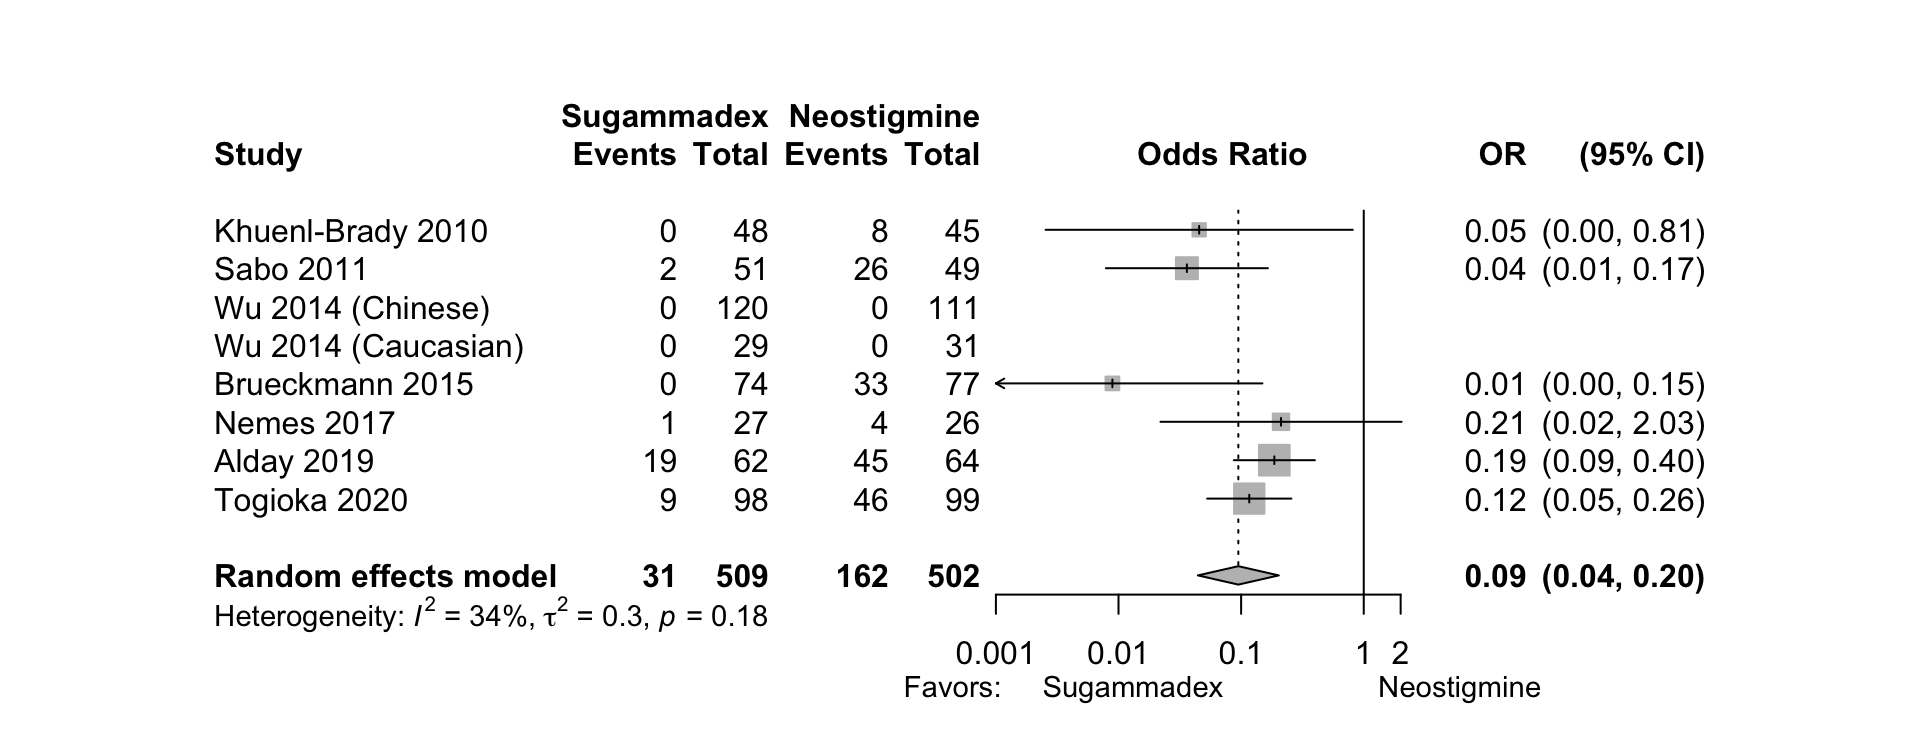 Sugammadex Neostigmine
Study Events Total Events Total Odds Ratio OR (95% CI)
Khuenl-Brady 2010 0 48 8 45 0.05 (0.00, 0.81)
Sabo 2011 2 51 26 49 0.04 (0.01, 0.17)
Wu 2014 (Chinese) 0 120 0 111
Wu 2014 (Caucasian) 0 29 0 31
Brueckmann 2015 0 74 33 77 0.01 (0.00, 0.15)
Nemes 2017 1 27 4 26 0.21 (0.02, 2.03)
Alday 2019 19 62 45 64 0.19 (0.09, 0.40)
Togioka 2020 9 98 46 99 0.12 (0.05, 0.26)
Random effects model 31 509 162 502 0.09 (0.04, 0.20)
Heterogeneity: I² = 34%, τ² = 0.3, p = 0.18
0.001 0.01 0.1 1 2
Favors: Sugammadex Neostigmine